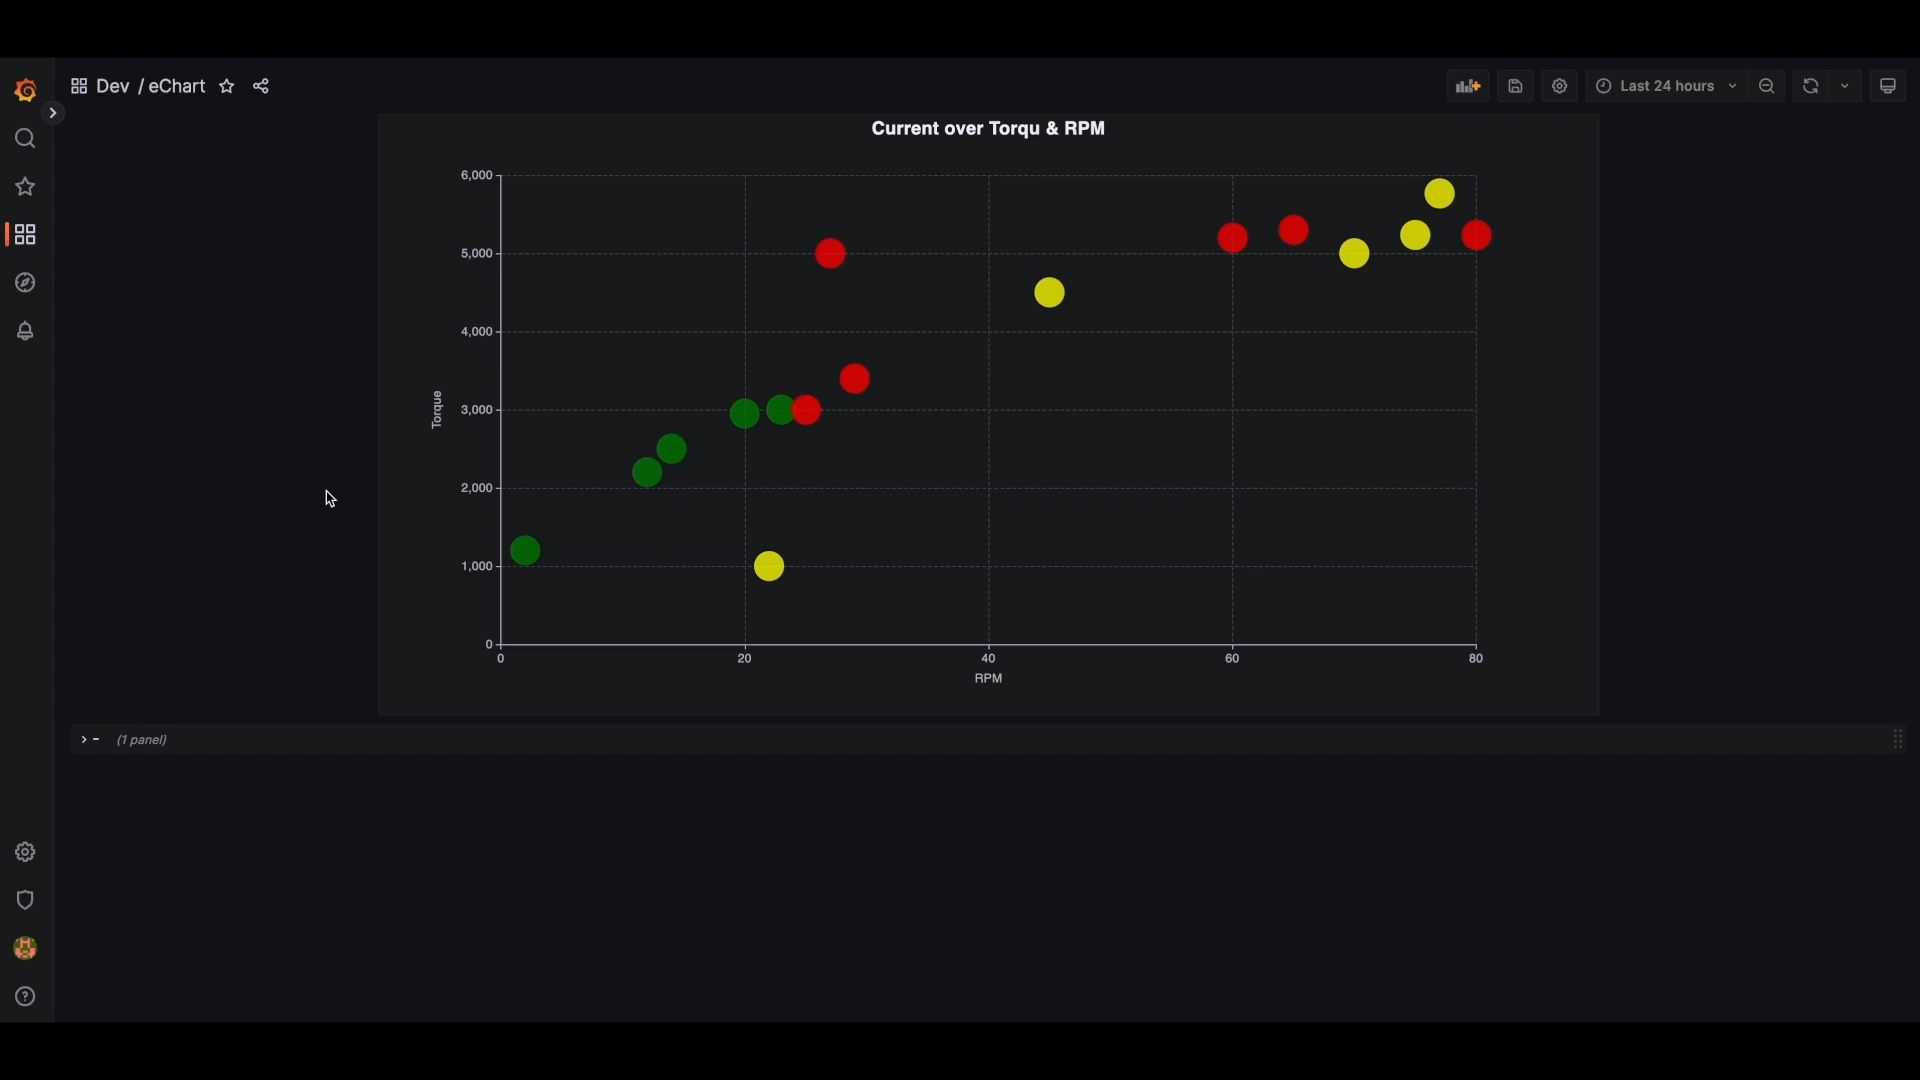 Dev / eChart
Last 24 hours
Current over Torqu & RPM
6,000
5,000
4,000
3,000
2,000
1,000
0
Torque
0 20 40 60 80
RPM
- (1 panel)